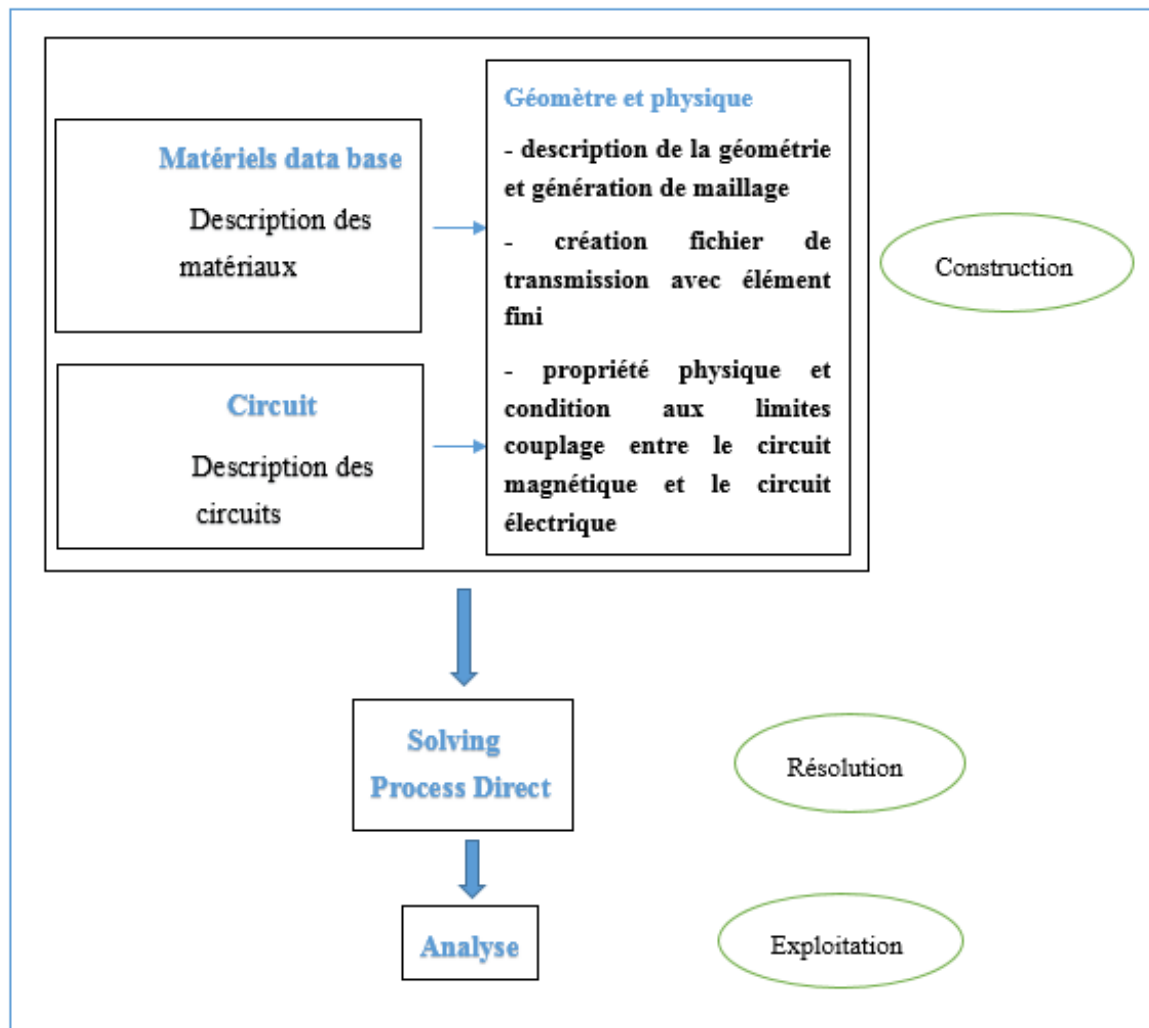 Matériels data base
Description des
matériaux
Circuit
Description des
circuits
Géomètre et physique
- description de la géométrie
et génération de maillage
- création fichier de
transmission avec élément
fini
- propriété physique et
condition aux limites
couplage entre le circuit
magnétique et le circuit
électrique
Construction
Solving
Process Direct
Résolution
Analyse
Exploitation